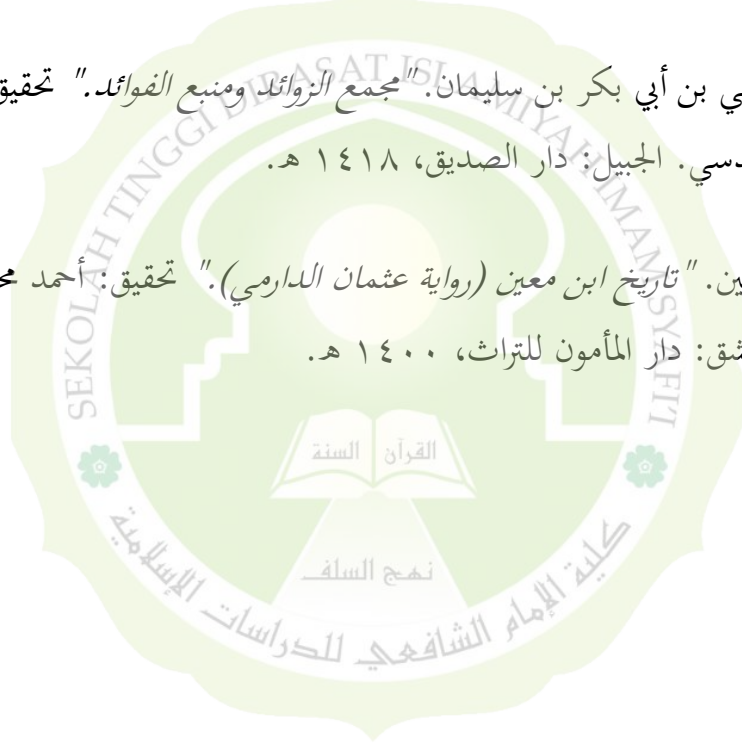 ي بن أبي بكر بن سليمان. "مجمع الزوائد ومنبع الفوائد." تحقيق
دسي. الجبيل: دار الصديق، ١٤١٨ هـ.
ين. "تاريخ ابن معين (رواية عثمان الدارمي)." تحقيق: أحمد مح
شق: دار المأمون للتراث، ١٤٠٠ هـ.
SEKOLAH TINGGI DIRASAT ISLAMIYAH IMAM SYAFI'I
القرآن السنة
نهج السلف
كلية الإمام الشافعي للدراسات الإسلامية